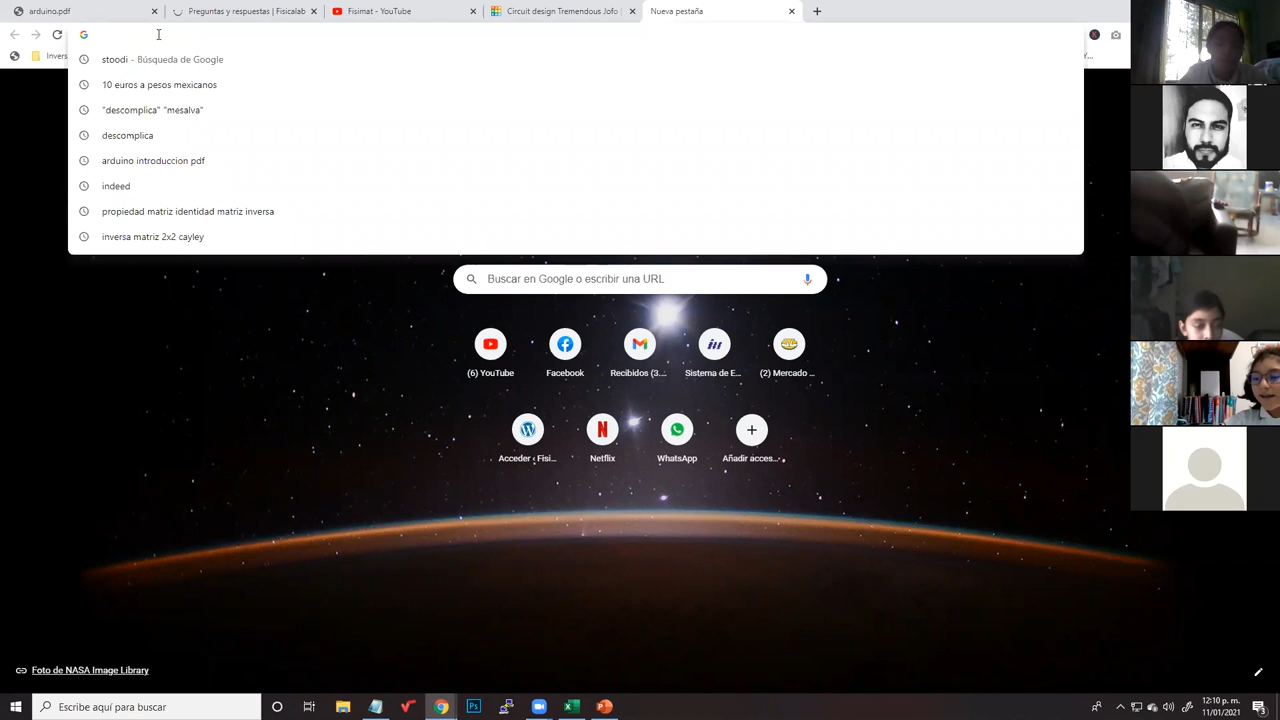 arduino.pdf
Preguntas y respuestas | Fisicalab
Fisimat - YouTube
Circuit design Tremendous Jofo |
Nueva pestaña
Invers
stoodi - Búsqueda de Google
10 euros a pesos mexicanos
"descomplica" "mesalva"
descomplica
arduino introduccion pdf
indeed
propiedad matriz identidad matriz inversa
inversa matriz 2x2 cayley
Buscar en Google o escribir una URL
(6) YouTube
Facebook
Recibidos (3....
Sistema de E...
(2) Mercado ...
Acceder ‹ Fisi...
Netflix
WhatsApp
Añadir acces...
Foto de NASA Image Library
Escribe aquí para buscar
12:10 p. m.
11/01/2021